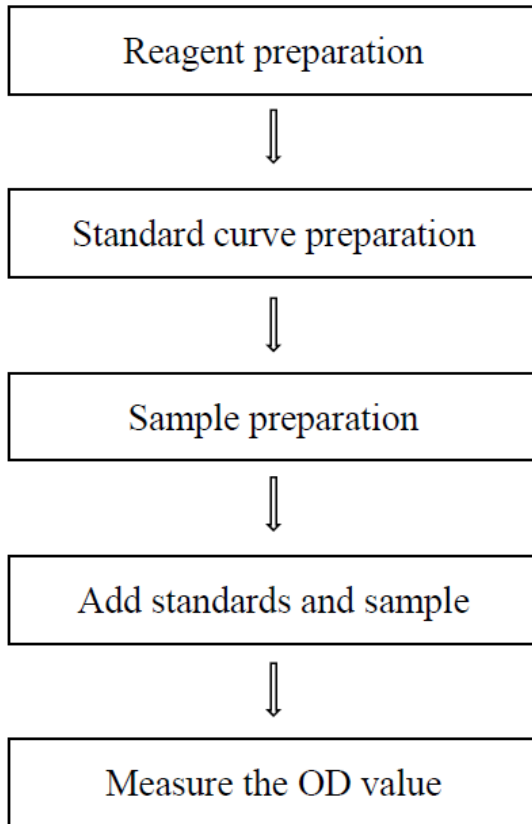 Reagent preparation
Standard curve preparation
Sample preparation
Add standards and sample
Measure the OD value